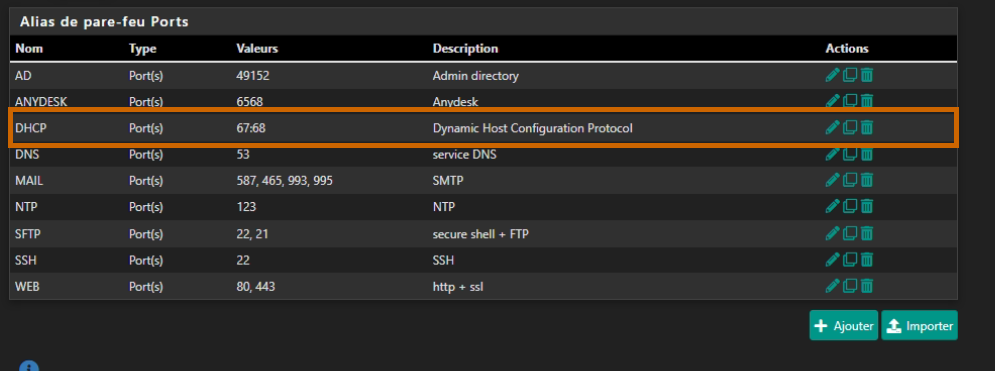 Alias de pare-feu Ports
Nom Type Valeurs Description Actions
AD Port(s) 49152 Admin directory
ANYDESK Port(s) 6568 Anydesk
DHCP Port(s) 67:68 Dynamic Host Configuration Protocol
DNS Port(s) 53 service DNS
MAIL Port(s) 587, 465, 993, 995 SMTP
NTP Port(s) 123 NTP
SFTP Port(s) 22, 21 secure shell + FTP
SSH Port(s) 22 SSH
WEB Port(s) 80, 443 http + ssl
Ajouter Importer